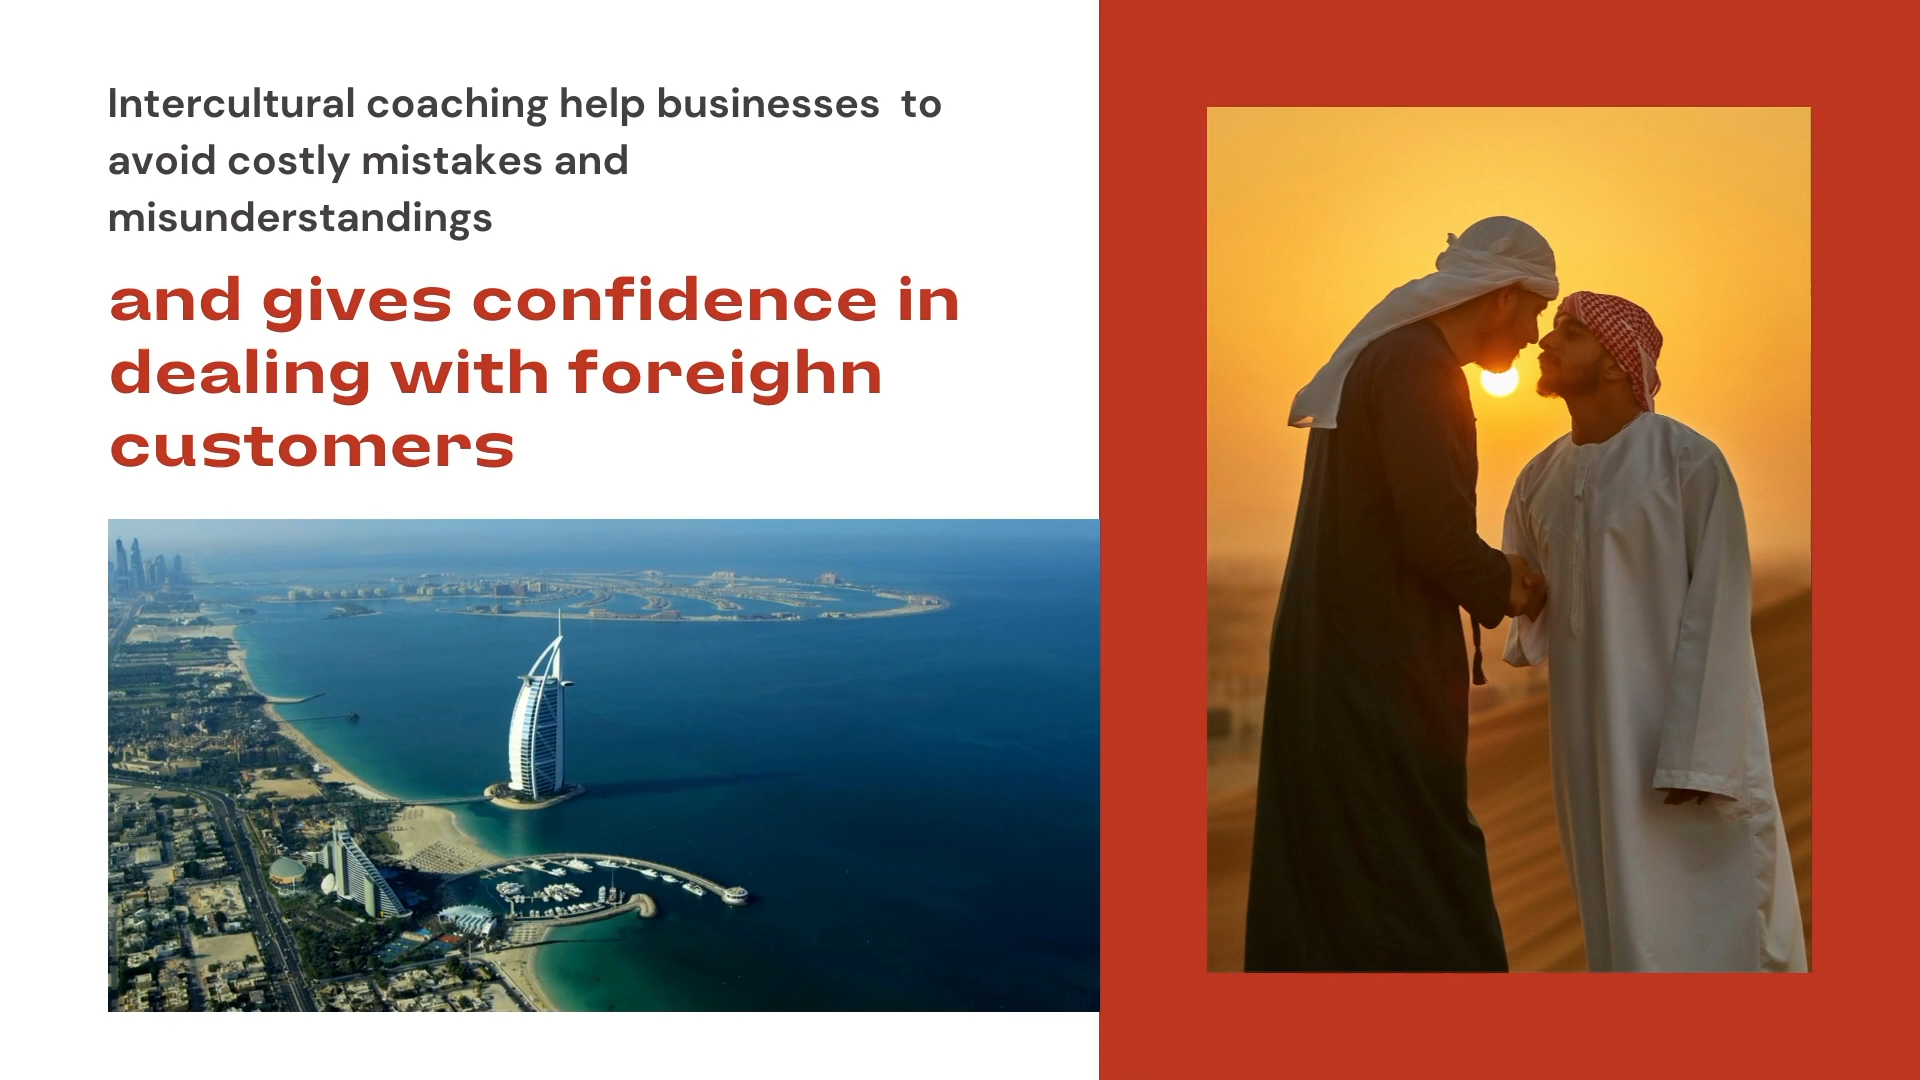 Intercultural coaching help businesses  to
avoid costly mistakes and
misunderstandings
and gives confidence in
dealing with foreighn
customers